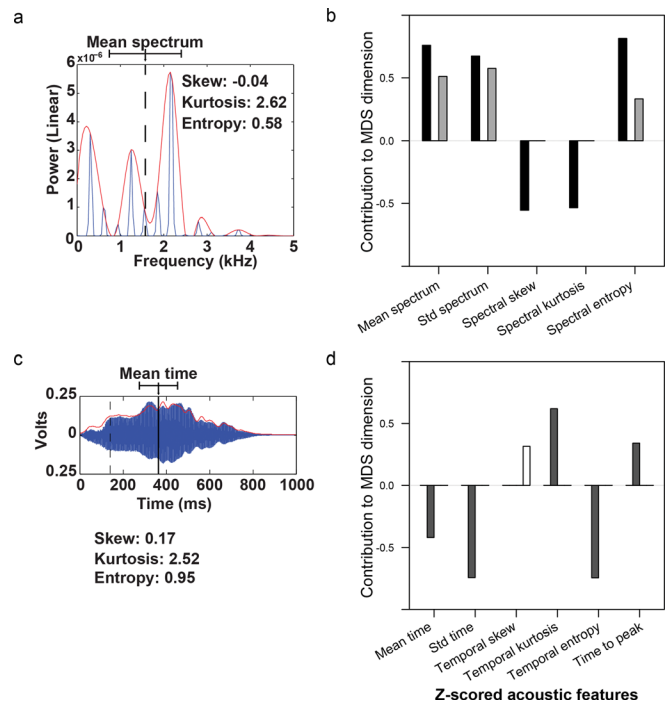 a
Mean spectrum
x10⁻⁶
6
5
4
3
2
1
0
Power (Linear)
Skew: -0.04
Kurtosis: 2.62
Entropy: 0.58
0 1 2 3 4 5
Frequency (kHz)
b
Contribution to MDS dimension
0.5
0.0
-0.5
Mean spectrum
Std spectrum
Spectral skew
Spectral kurtosis
Spectral entropy
c
Mean time
0.25
0
0.25
Volts
0 200 400 600 800 1000
Time (ms)
Skew: 0.17
Kurtosis: 2.52
Entropy: 0.95
d
Contribution to MDS dimension
0.5
0.0
-0.5
Mean time
Std time
Temporal skew
Temporal kurtosis
Temporal entropy
Time to peak
Z-scored acoustic features